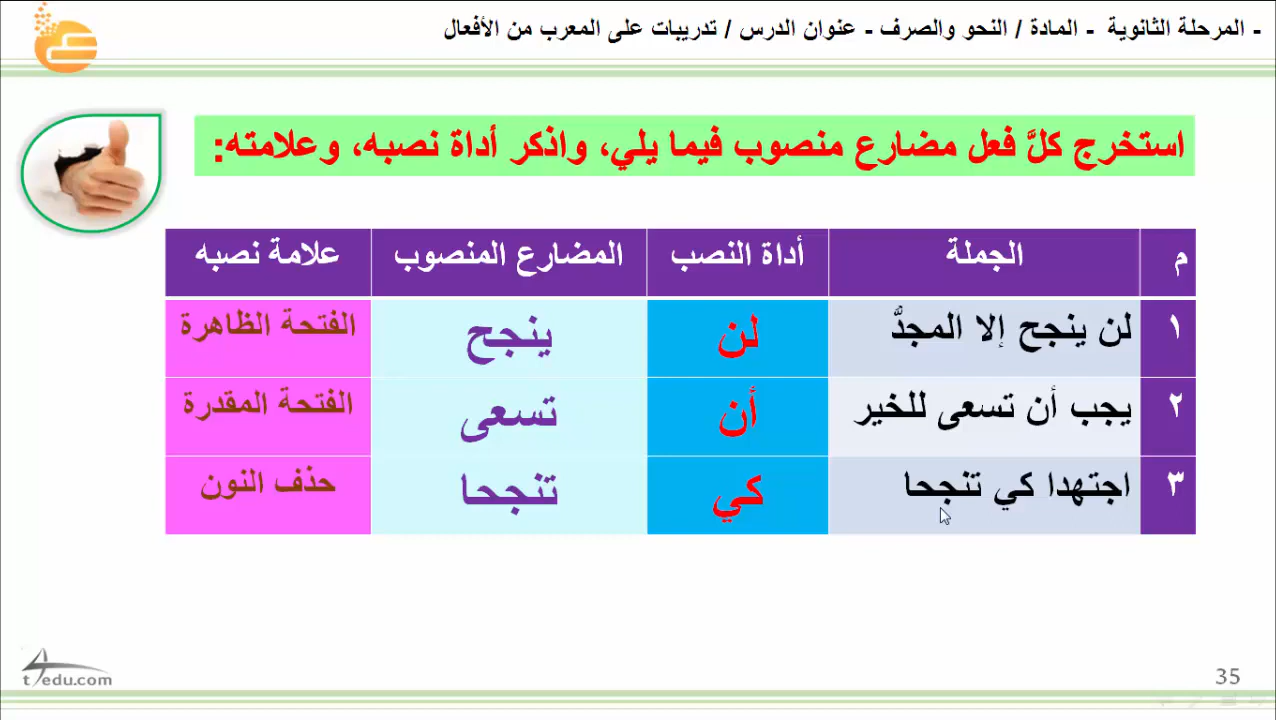 - المرحلة الثانوية - المادة / النحو والصرف - عنوان الدرس / تدريبات على المعرب من الأفعال
استخرج كلَّ فعل مضارع منصوب فيما يلي، واذكر أداة نصبه، وعلامته:
م الجملة أداة النصب المضارع المنصوب علامة نصبه
١ لن ينجح إلا المجدَّ لن ينجح الفتحة الظاهرة
٢ يجب أن تسعى للخير أن تسعى الفتحة المقدرة
٣ اجتهدا كي تنجحا كي تنجحا حذف النون
t4edu.com
35